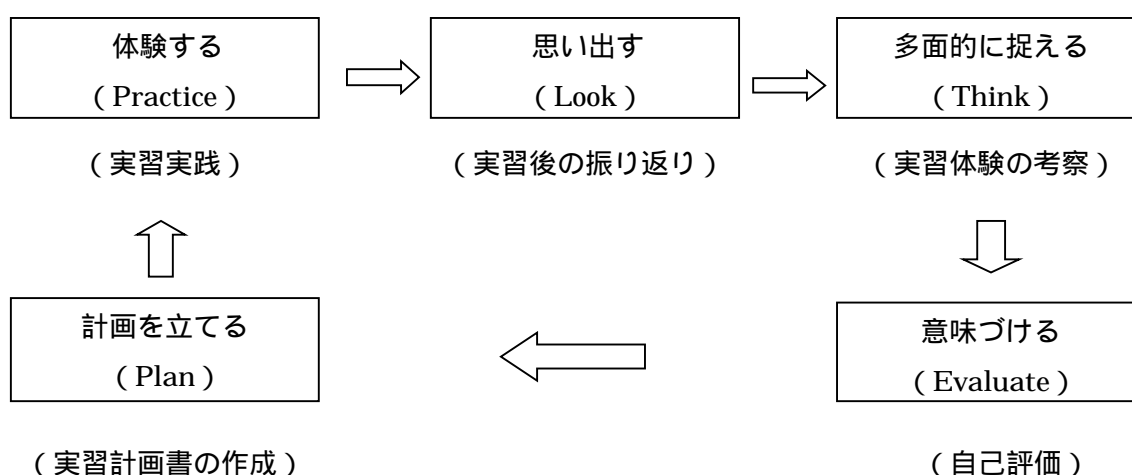 体験する
（Practice）
（実習実践）
思い出す
（Look）
（実習後の振り返り）
多面的に捉える
（Think）
（実習体験の考察）
意味づける
（Evaluate）
（自己評価）
計画を立てる
（Plan）
（実習計画書の作成）